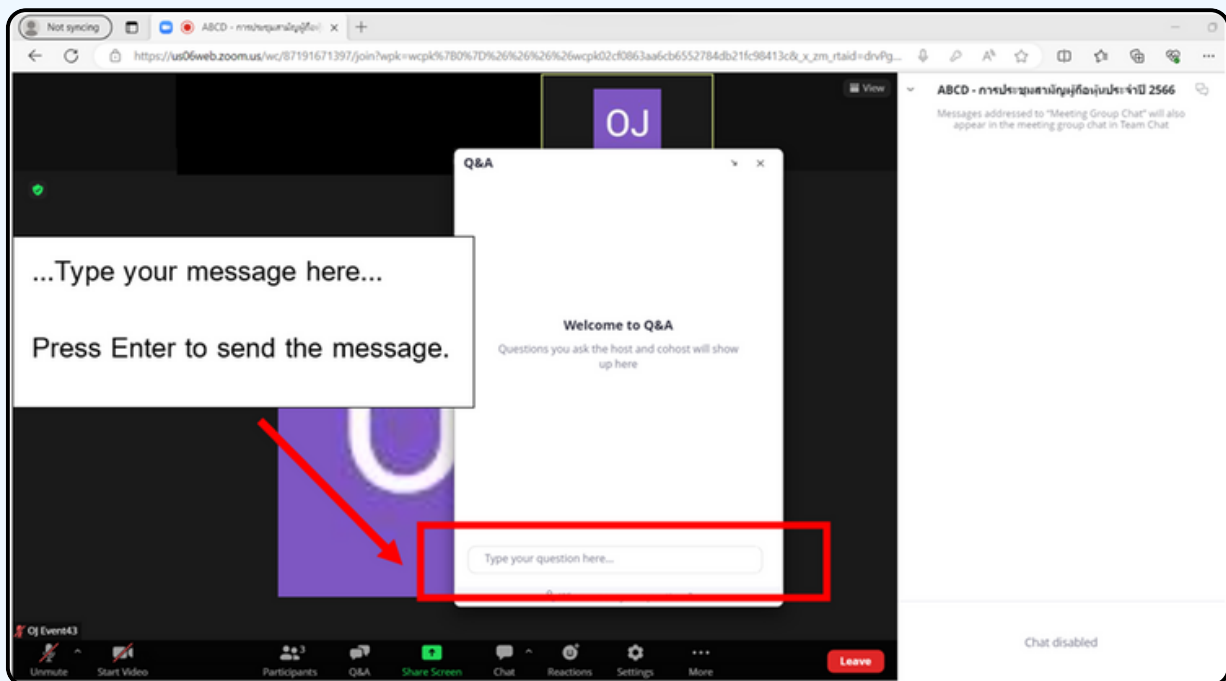 Not syncing
ABCD - การประชุมสามัญผู้ถือหุ้
https://us06web.zoom.us/wc/87191671397/join?wpk=wcpk%7B0%7D%26%26%26%26wcpk02cf0863aa6cb6552784db21fc98413c&_x_zm_rtaid=drvPg...
View
ABCD - การประชุมสามัญผู้ถือหุ้นประจำปี 2566
Messages addressed to "Meeting Group Chat" will also
appear in the meeting group chat in Team Chat
OJ
Q&A
...Type your message here...
Press Enter to send the message.
Welcome to Q&A
Questions you ask the host and cohost will show
up here
Type your question here...
OJ Event43
Unmute
Start Video
3
Participants
Q&A
Share Screen
Chat
Reactions
Settings
More
Leave
Chat disabled